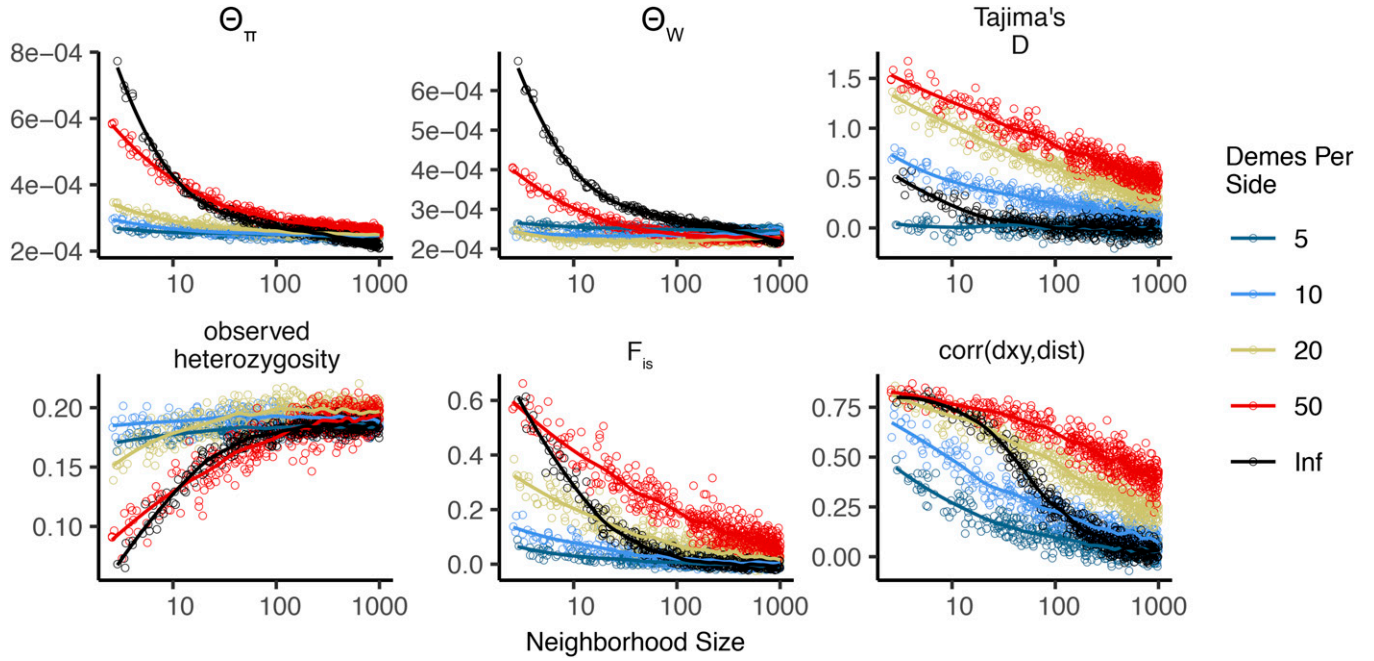 Θπ
8e−04
6e−04
4e−04
2e−04
10
100
1000
ΘW
6e−04
5e−04
4e−04
3e−04
2e−04
10
100
1000
Tajima's
D
1.5
1.0
0.5
0.0
10
100
1000
observed
heterozygosity
0.20
0.15
0.10
10
100
1000
Fis
0.6
0.4
0.2
0.0
10
100
1000
corr(dxy,dist)
0.75
0.50
0.25
0.00
10
100
1000
Neighborhood Size
Demes Per
Side
5
10
20
50
Inf